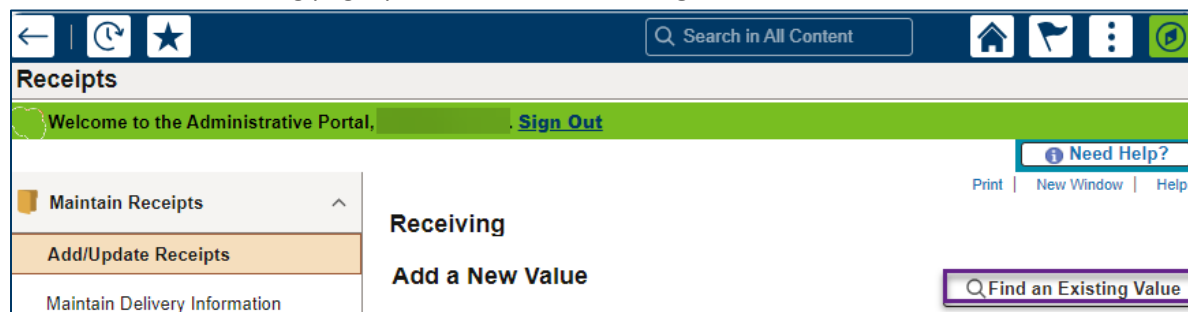 Search in All Content
Receipts
Welcome to the Administrative Portal, . Sign Out
Need Help?
Print | New Window | Help
Maintain Receipts
Receiving
Add/Update Receipts
Add a New Value
Find an Existing Value
Maintain Delivery Information